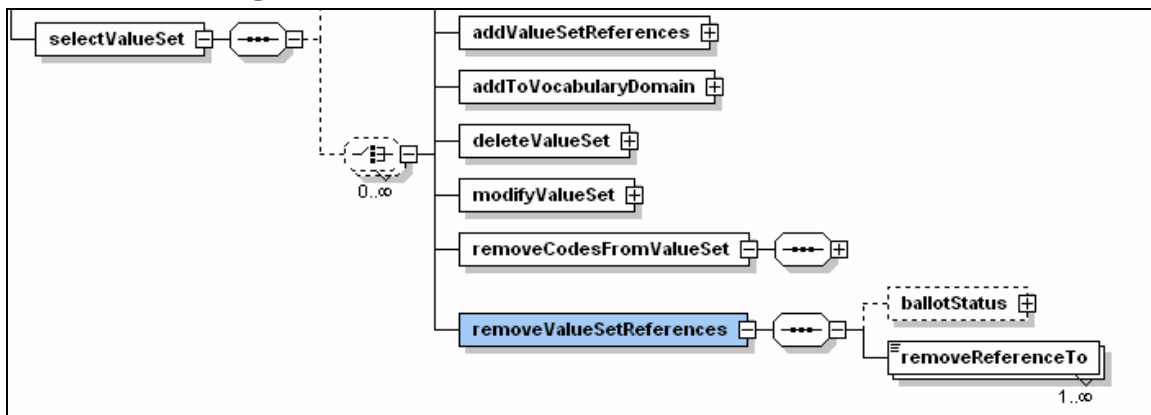 selectValueSet
addValueSetReferences
addToVocabularyDomain
deleteValueSet
0..∞
modifyValueSet
removeCodesFromValueSet
removeValueSetReferences
ballotStatus
removeReferenceTo
1..∞